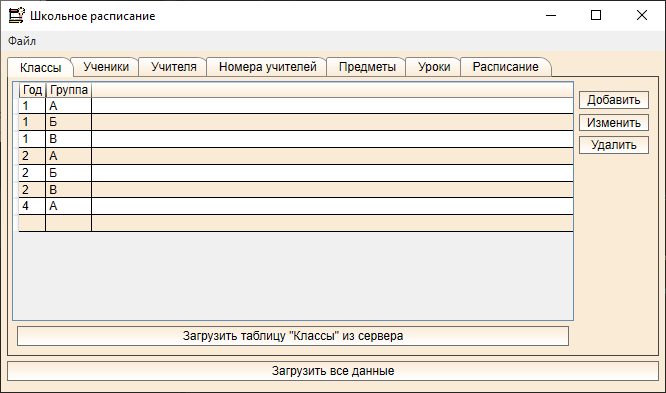 Школьное расписание
Файл
Классы Ученики Учителя Номера учителей Предметы Уроки Расписание
Год Группа
1 А
1 Б
1 В
2 А
2 Б
2 В
4 А
Добавить
Изменить
Удалить
Загрузить таблицу "Классы" из сервера
Загрузить все данные